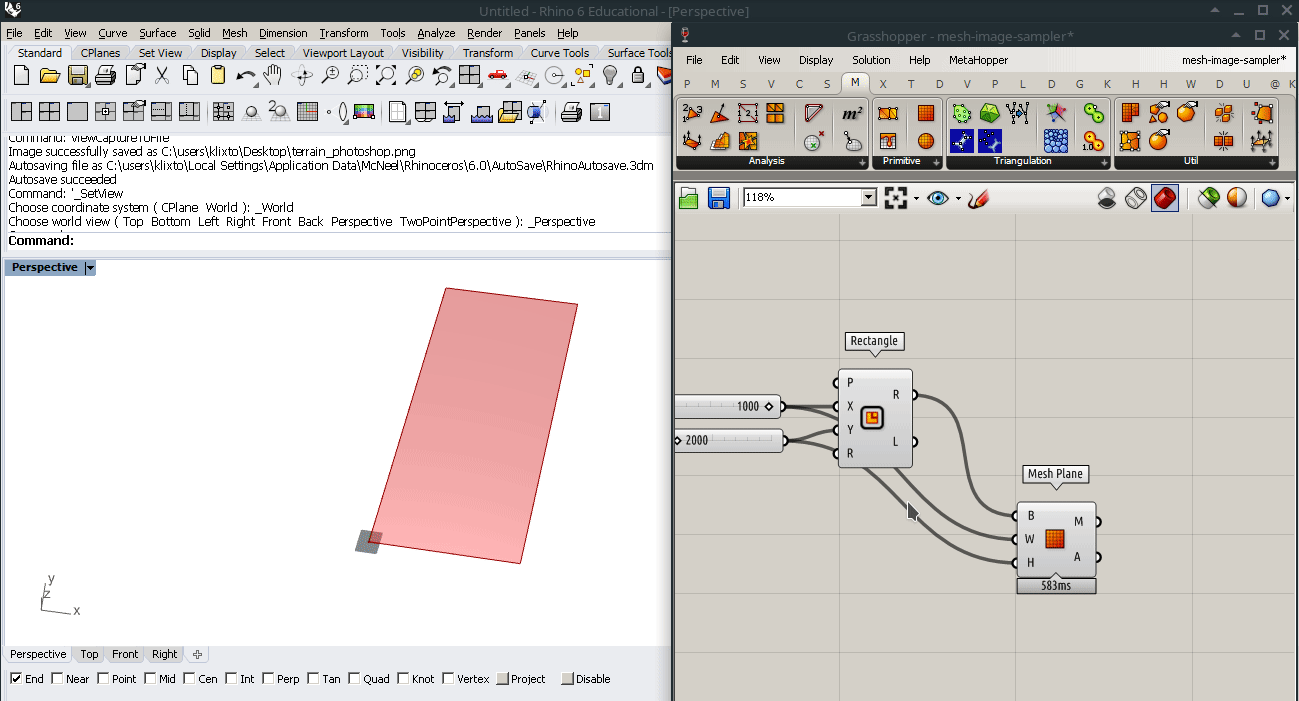 6
Untitled - Rhino 6 Educational - [Perspective]
File Edit View Curve Surface Solid Mesh Dimension Transform Tools Analyze Render Panels Help
Standard CPlanes Set View Display Select Viewport Layout Visibility Transform Curve Tools Surface Tools
Command: ViewCaptureToFile
Image successfully saved as C:\users\klixto\Desktop\terrain_photoshop.png
Autosaving file as C:\users\klixto\Local Settings\Application Data\McNeel\Rhinoceros\6.0\AutoSave\RhinoAutosave.3dm
Autosave succeeded
Command: '_SetView
Choose coordinate system ( CPlane World ): _World
Choose world view ( Top Bottom Left Right Front Back Perspective TwoPointPerspective ): _Perspective
Command:
Perspective
y
z
x
Perspective Top Front Right
End Near Point Mid Cen Int Perp Tan Quad Knot Vertex Project Disable
Grasshopper - mesh-image-sampler*
File Edit View Display Solution Help MetaHopper mesh-image-sampler*
P M S V C S M X T D V P L D G K H W D U @ K
m²
1.0
Analysis Primitive Triangulation Util
118%
Rectangle
P
X
Y
R
R
L
1000
2000
Mesh Plane
B
W
H
M
A
583ms